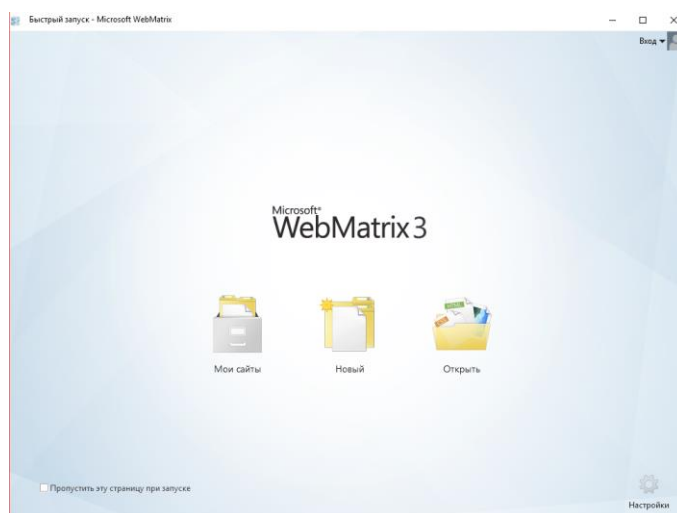 Быстрый запуск - Microsoft WebMatrix
Вход
Microsoft®
WebMatrix 3
Мои сайты
Новый
Открыть
Пропустить эту страницу при запуске
Настройки